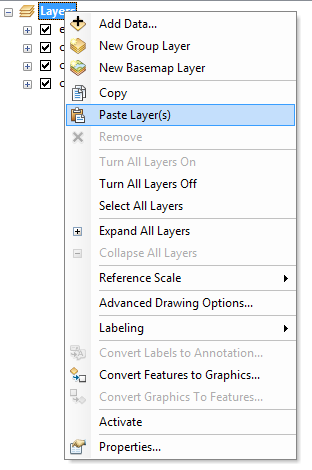 Layers
Add Data...
New Group Layer
New Basemap Layer
Copy
Paste Layer(s)
Remove
Turn All Layers On
Turn All Layers Off
Select All Layers
Expand All Layers
Collapse All Layers
Reference Scale
Advanced Drawing Options...
Labeling
Convert Labels to Annotation...
Convert Features to Graphics...
Convert Graphics To Features...
Activate
Properties...